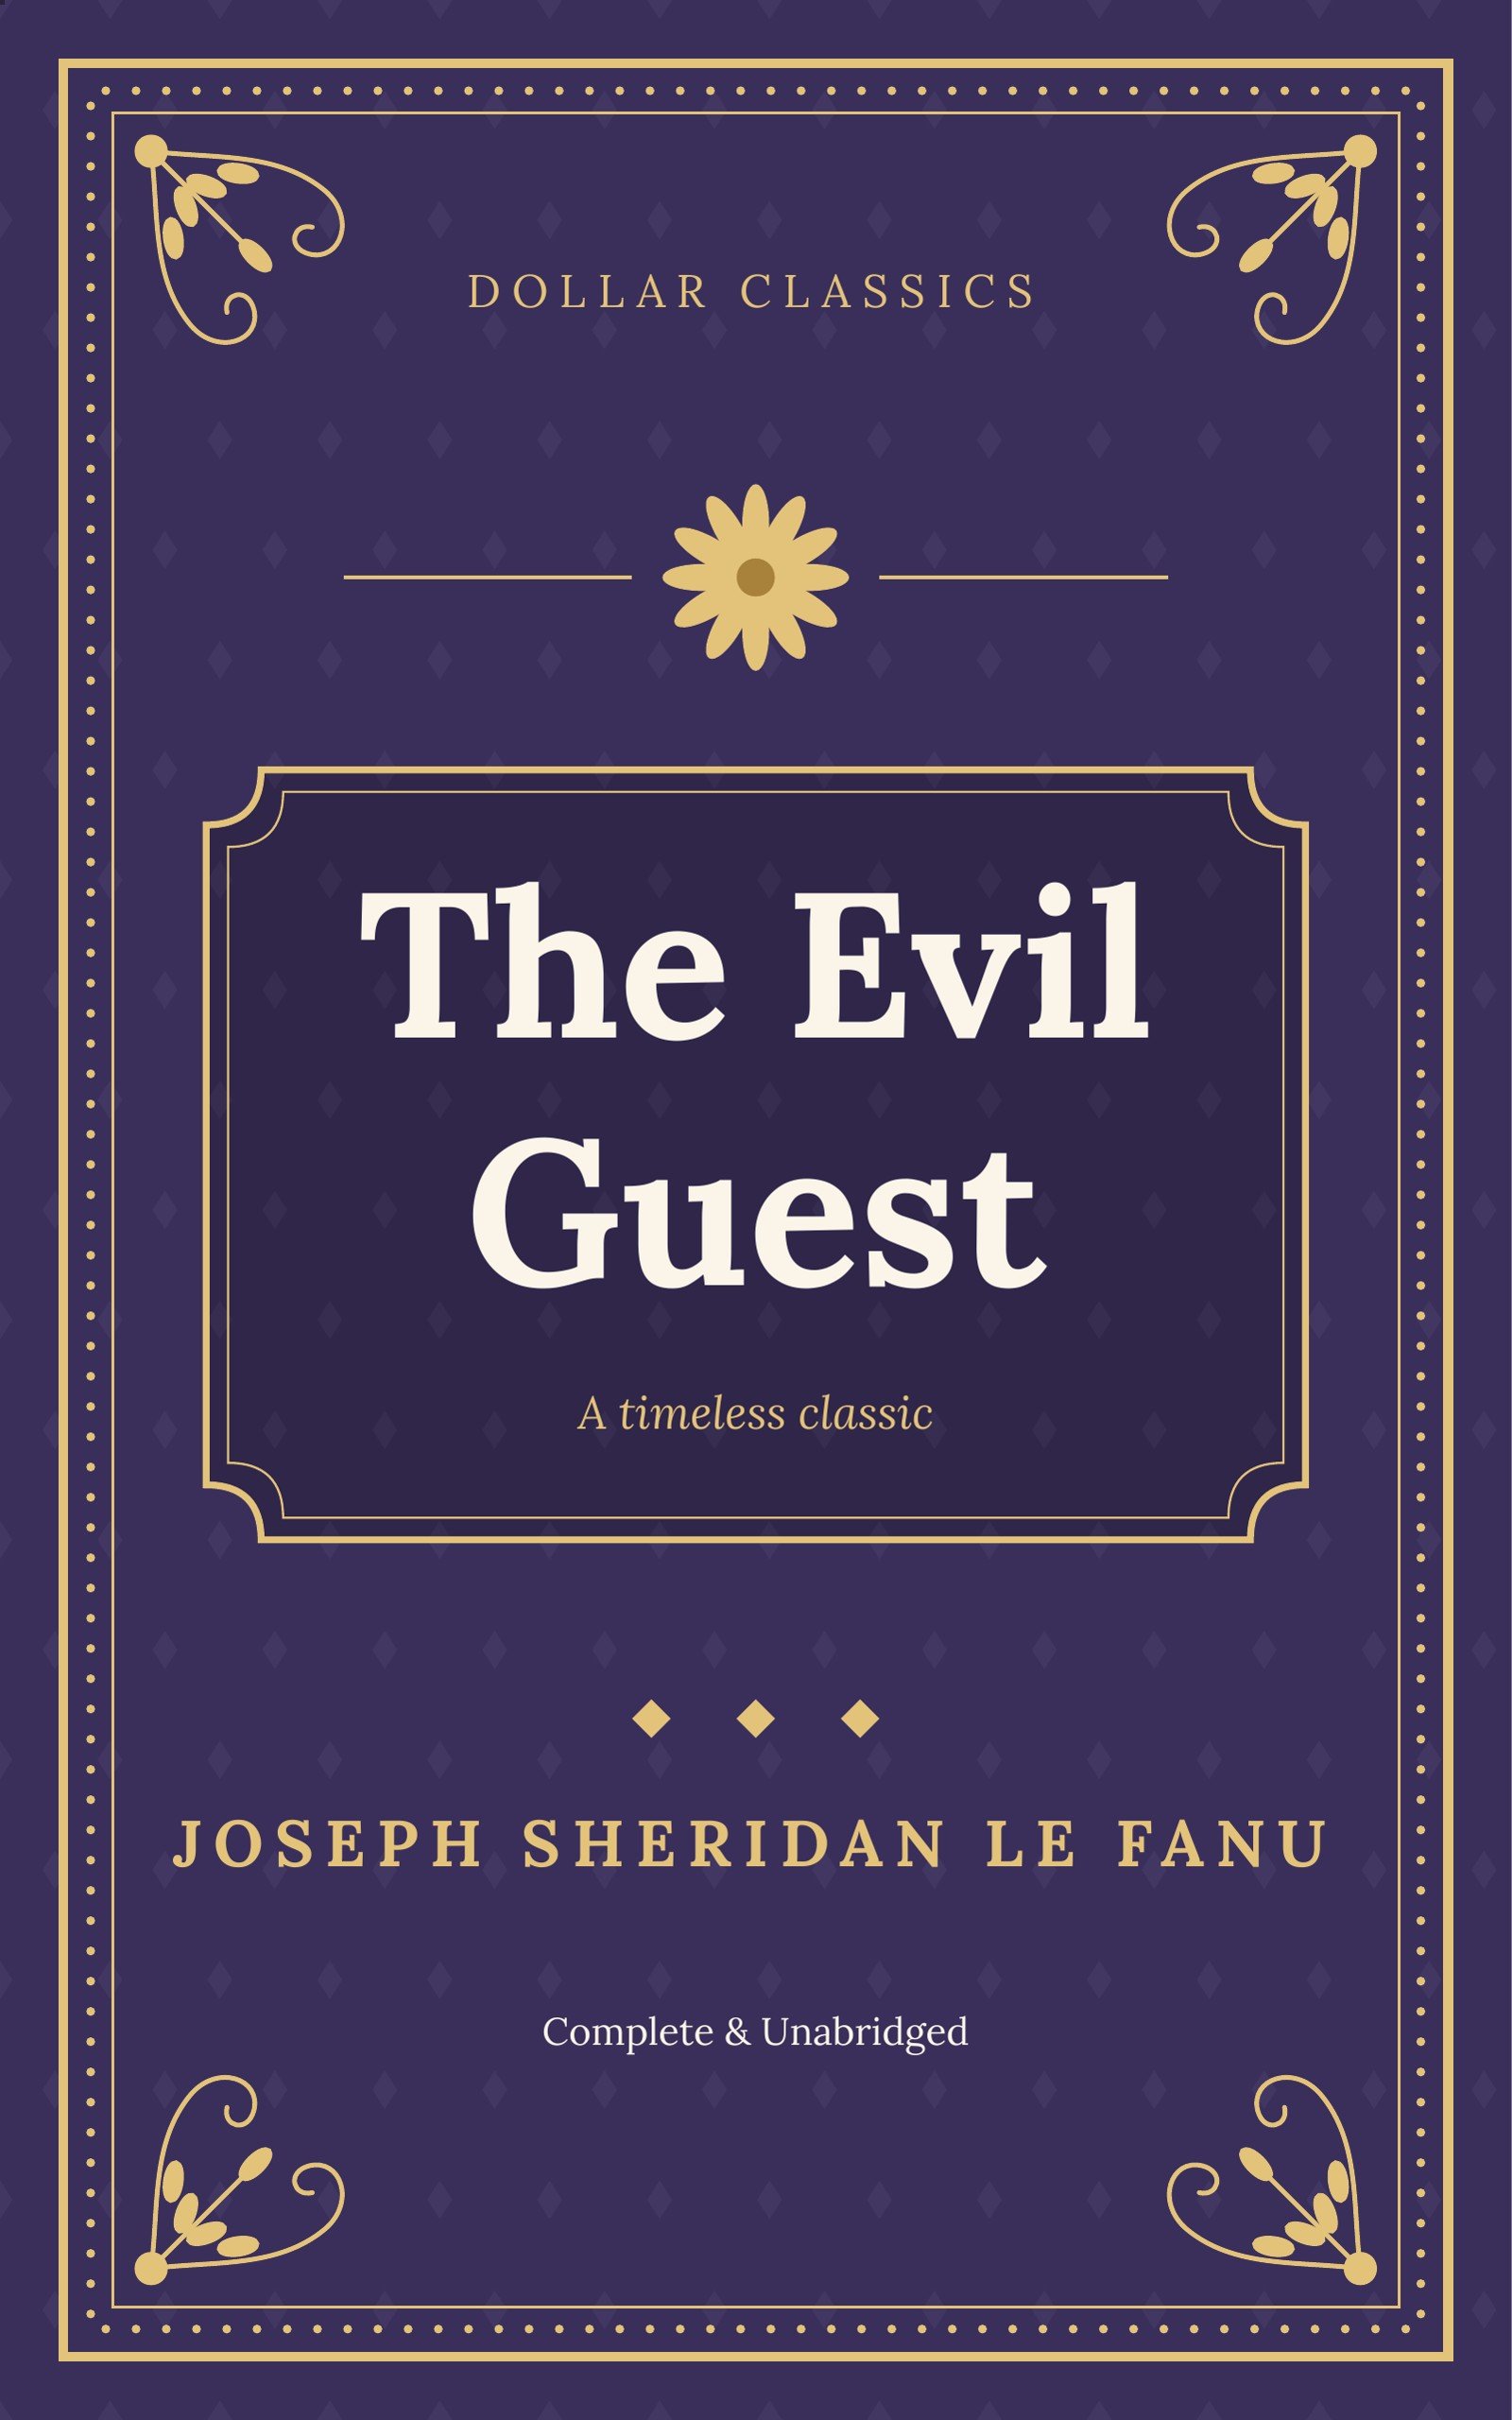 DOLLAR CLASSICS
The Evil
Guest
A timeless classic
JOSEPH SHERIDAN LE FANU
Complete & Unabridged